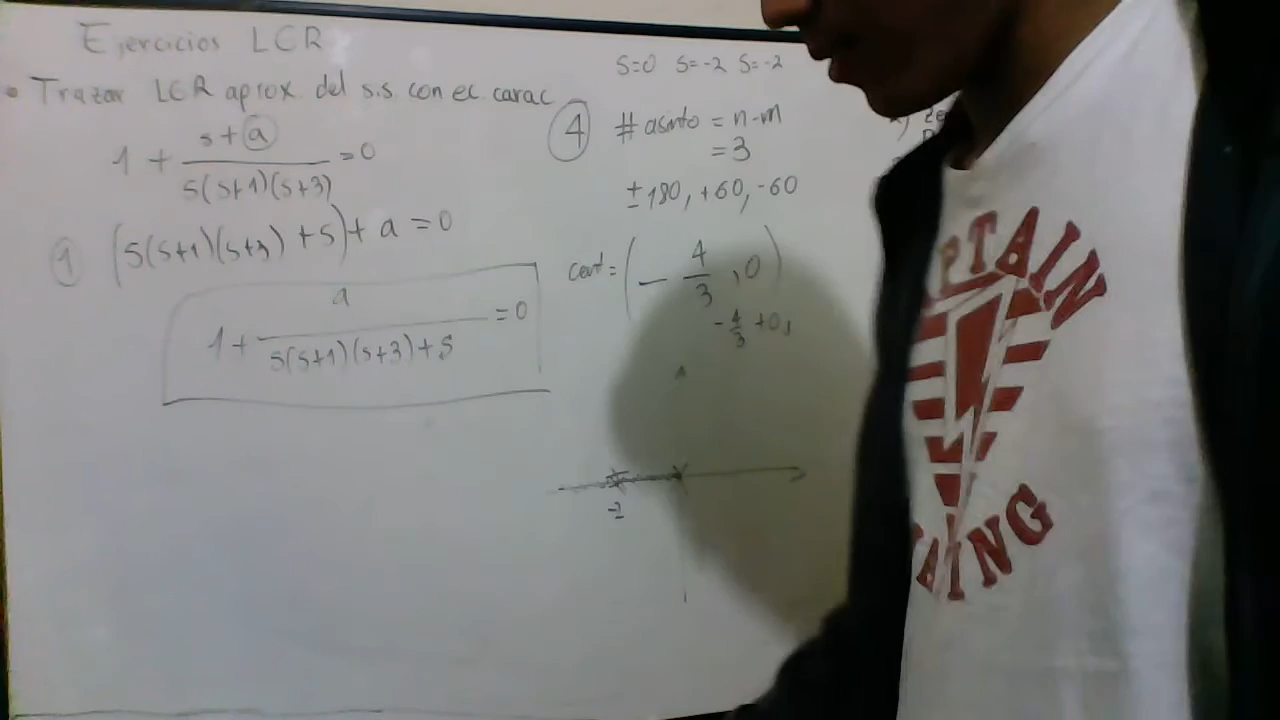 Ejercicios LCR
• Trazar LCR aprox. del s.s. con ec. carac
1 + s+a / s(s+1)(s+3) = 0
① (s(s+1)(s+3) + s) + a = 0
1 + a / s(s+1)(s+3)+s = 0
s=0 s=-2 s=-2
④ # asinto = n-m
= 3
±180, +60, -60
cent = (- 4/3, 0)
- 4/3 + 0j
-2
CAPTAIN